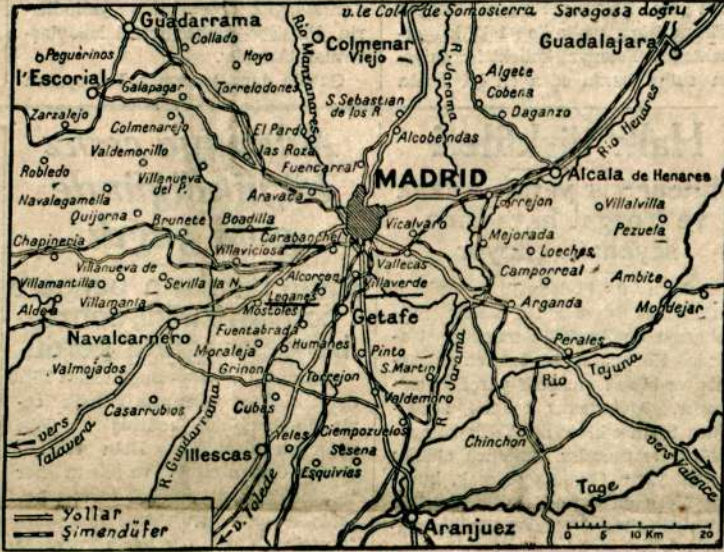 v. le Col de Somosierra
Saragosa doğru
Guadarrama
Collado
Hoyo
Rio Manzanares
Colmenar Viejo
R. Jarama
Guadalajara
Peguérinos
l'Escorial
Galapagar
Torrelodones
Algete
Cobena
Daganzo
S. Sebastian de los R.
Rio Henares
Zarzalejo
Colmenarejo
El Pardo
las Rozas
Alcobendas
Fuencarral
Robledo
Valdemorillo
Villanueva del P.
MADRID
Alcala de Henares
Navalagamella
Aravaca
Torrejon
Villalvilla
Quijorna
Brunete
Boadilla
Vicalvaro
Pezuela
Chapineria
Carabanchel
Mejorada
Loeches
Villaviciosa
Vallecas
Villanueva de
Sevilla la N.
Alcorcon
Villaverde
Camporreal
Ambite
Villamantilla
Leganes
Mondejar
Aldea
Villamanta
Mostoles
Getafe
Arganda
Navalcarnero
Fuentabrada
Humanes
Perales
Moraleja
Pinto
S. Martin
R. Jarama
Rio Tajuna
Valmojados
Grinon
Torrejon
Valdemoro
Casarrubios
R. Guadarrama
Cubas
Ciempozuelos
vers Talavera
Illescas
Yeles
Sesena
Chinchon
vers Valence
Esquivies
Tage
v. Tolede
Aranjuez
Yollar
Şimendüfer
0 5 10 Km 20